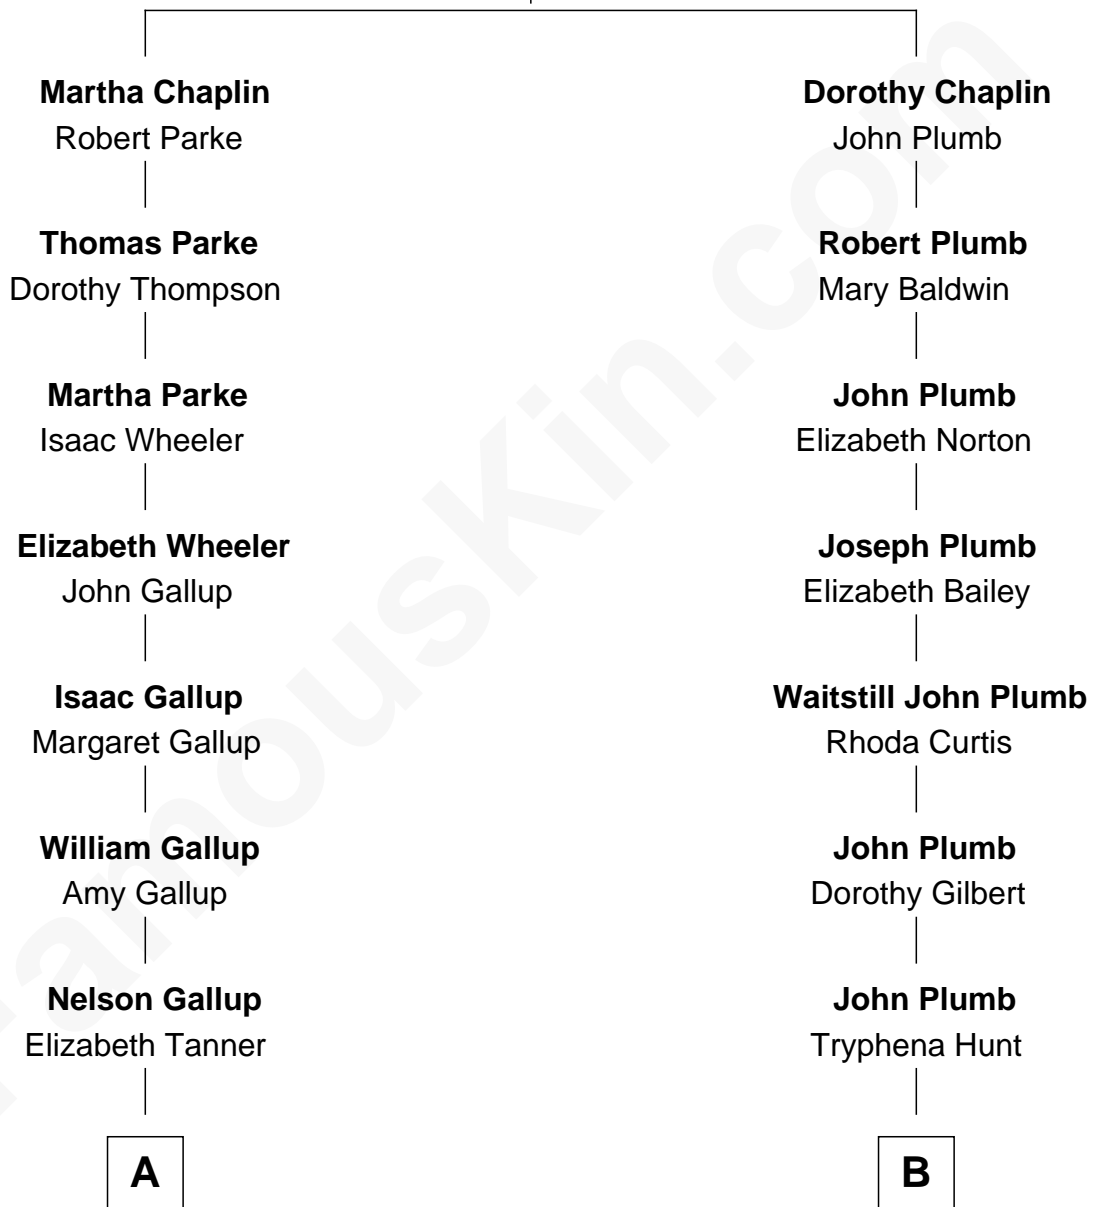 Martha Chaplin
Robert Parke
Thomas Parke
Dorothy Thompson
Martha Parke
Isaac Wheeler
Elizabeth Wheeler
John Gallup
Isaac Gallup
Margaret Gallup
William Gallup
Amy Gallup
Nelson Gallup
Elizabeth Tanner
A
Dorothy Chaplin
John Plumb
Robert Plumb
Mary Baldwin
John Plumb
Elizabeth Norton
Joseph Plumb
Elizabeth Bailey
Waitstill John Plumb
Rhoda Curtis
John Plumb
Dorothy Gilbert
John Plumb
Tryphena Hunt
B
FamousKin.com